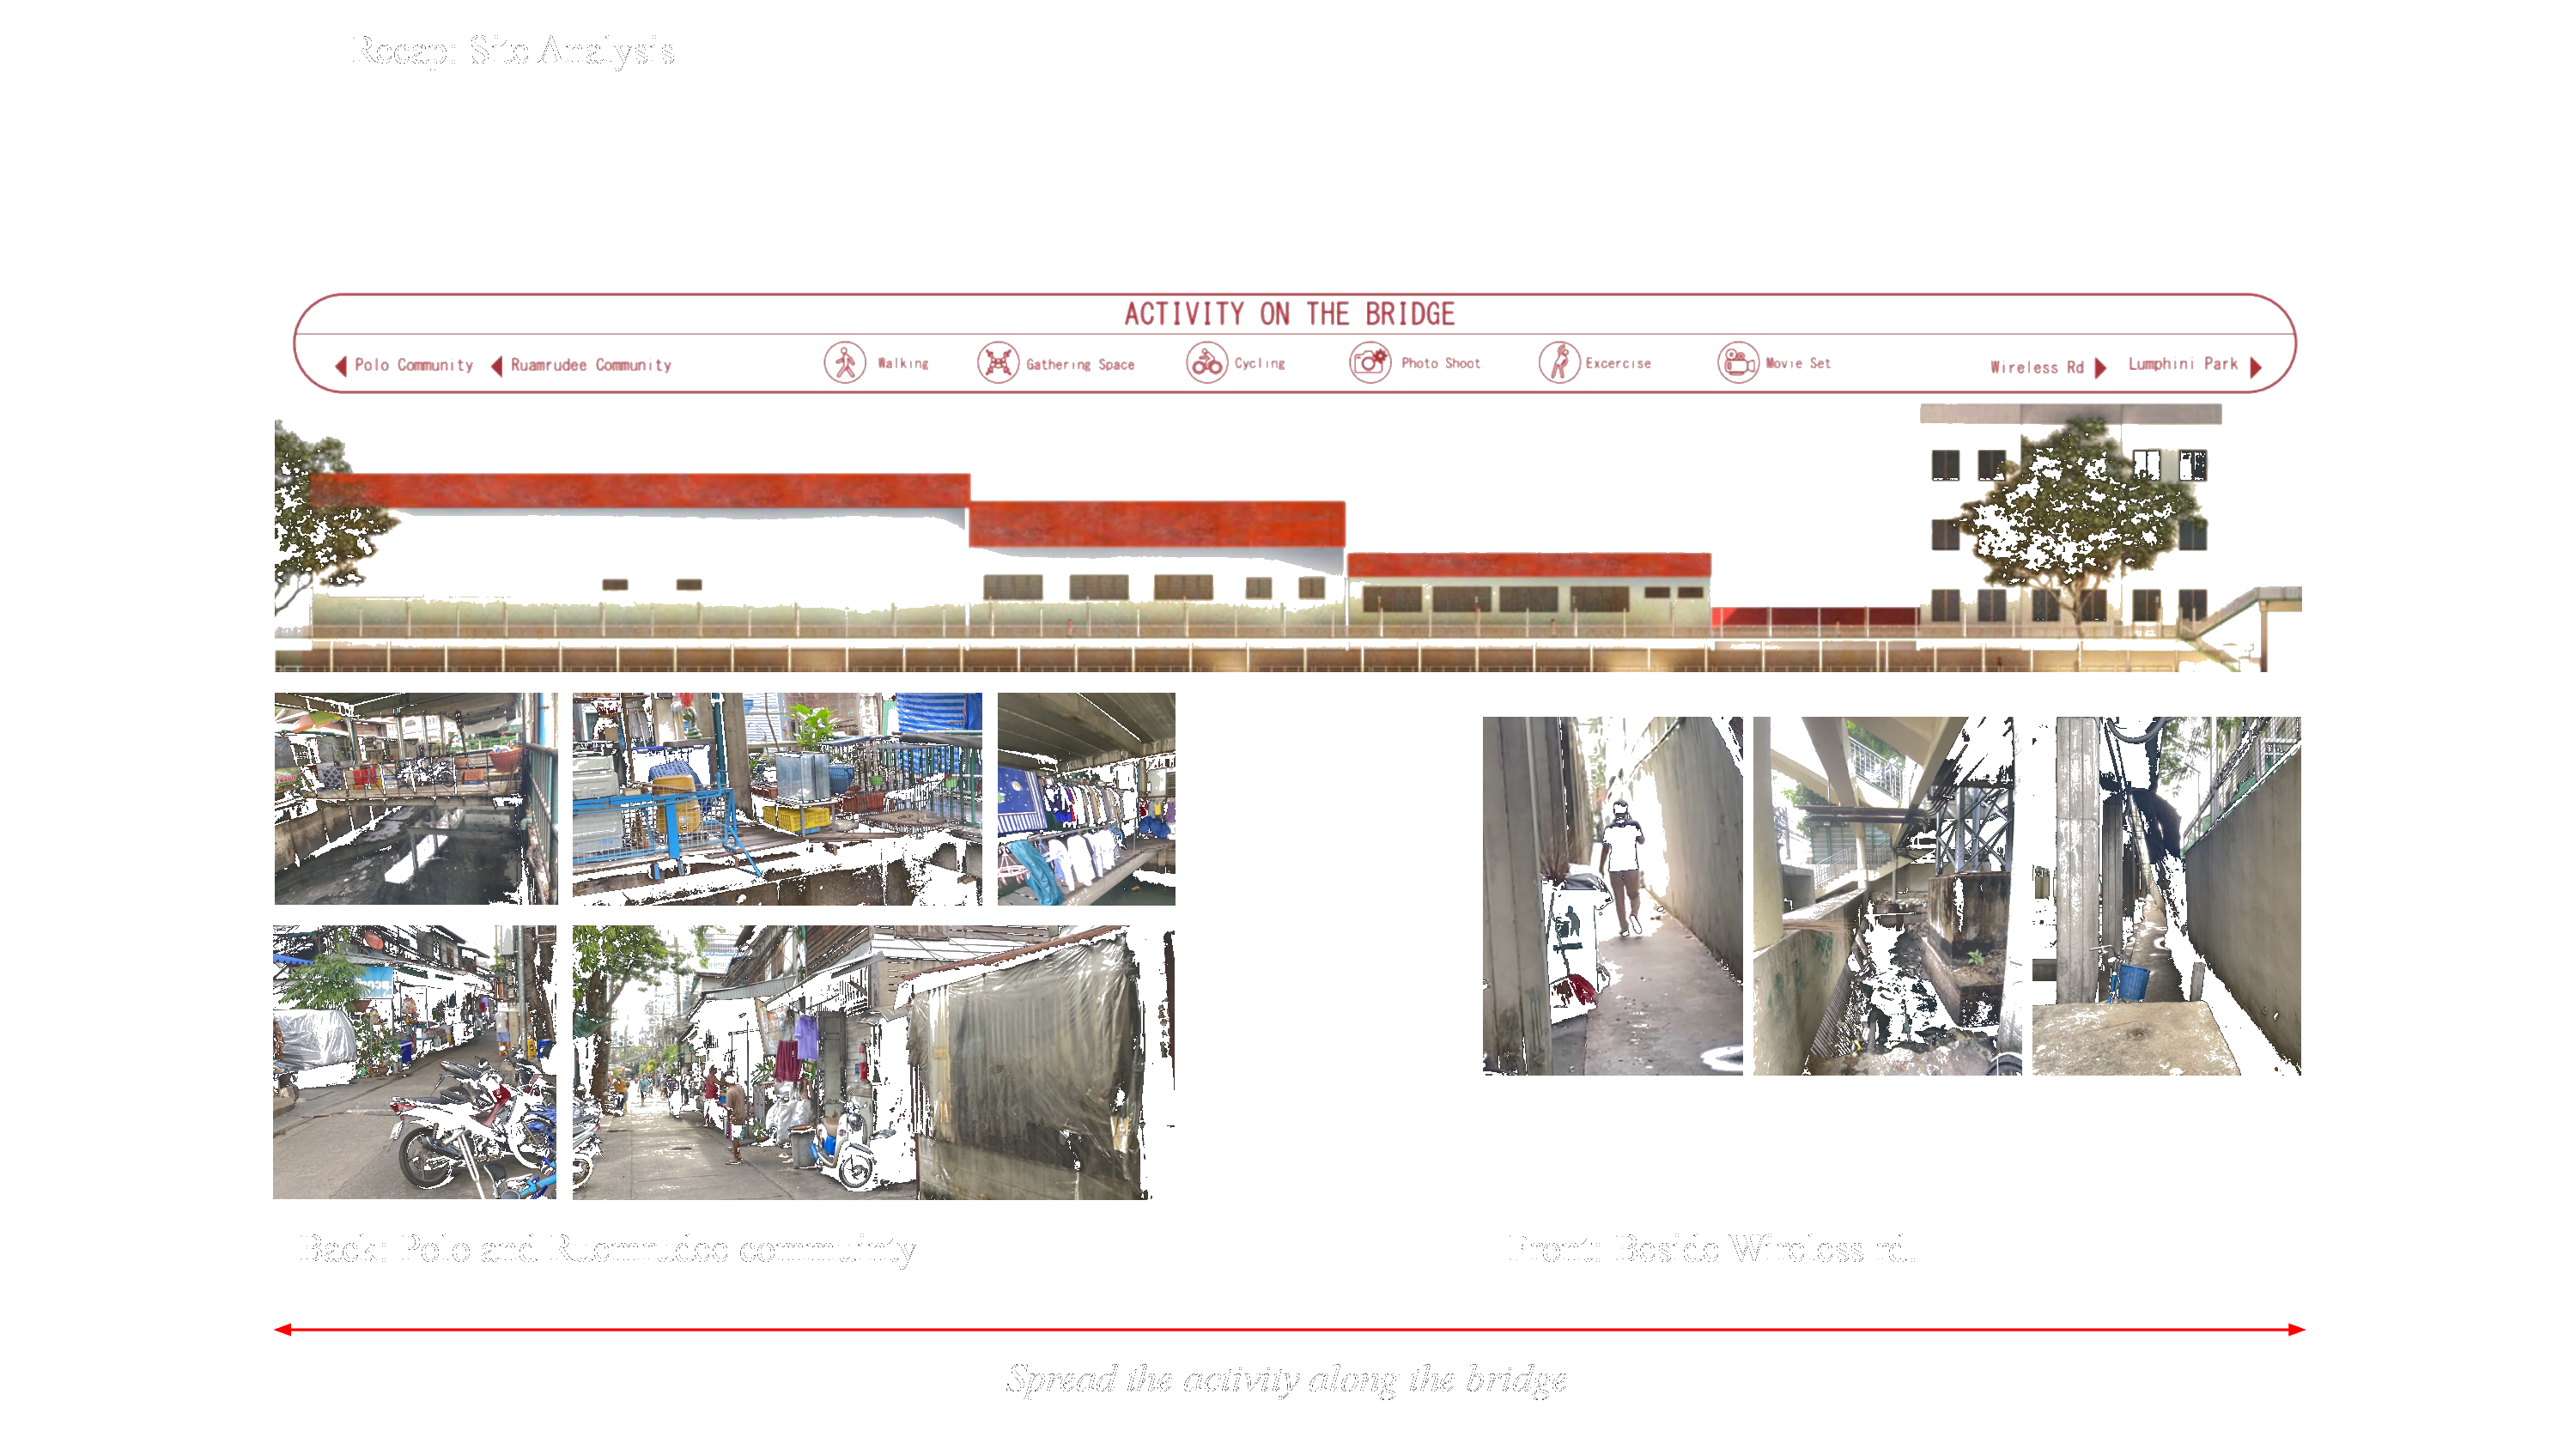 Recap: Site Analysis
ACTIVITY ON THE BRIDGE
Polo Community Ruamrudee Community Walking Gathering Space Cycling Photo Shoot Excercise Movie Set Wireless Rd Lumphini Park
Back: Polo and Ruamrudee commuinty
Front: Beside Wireless rd.
Spread the activity along the bridge